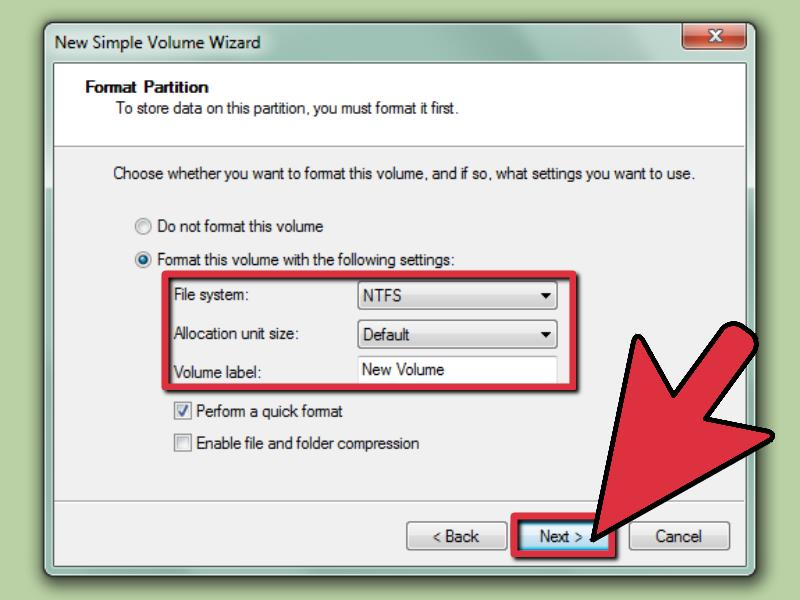 New Simple Volume Wizard
Format Partition
To store data on this partition, you must format it first.
Choose whether you want to format this volume, and if so, what settings you want to use.
Do not format this volume
Format this volume with the following settings:
File system: NTFS
Allocation unit size: Default
Volume label: New Volume
Perform a quick format
Enable file and folder compression
< Back Next > Cancel